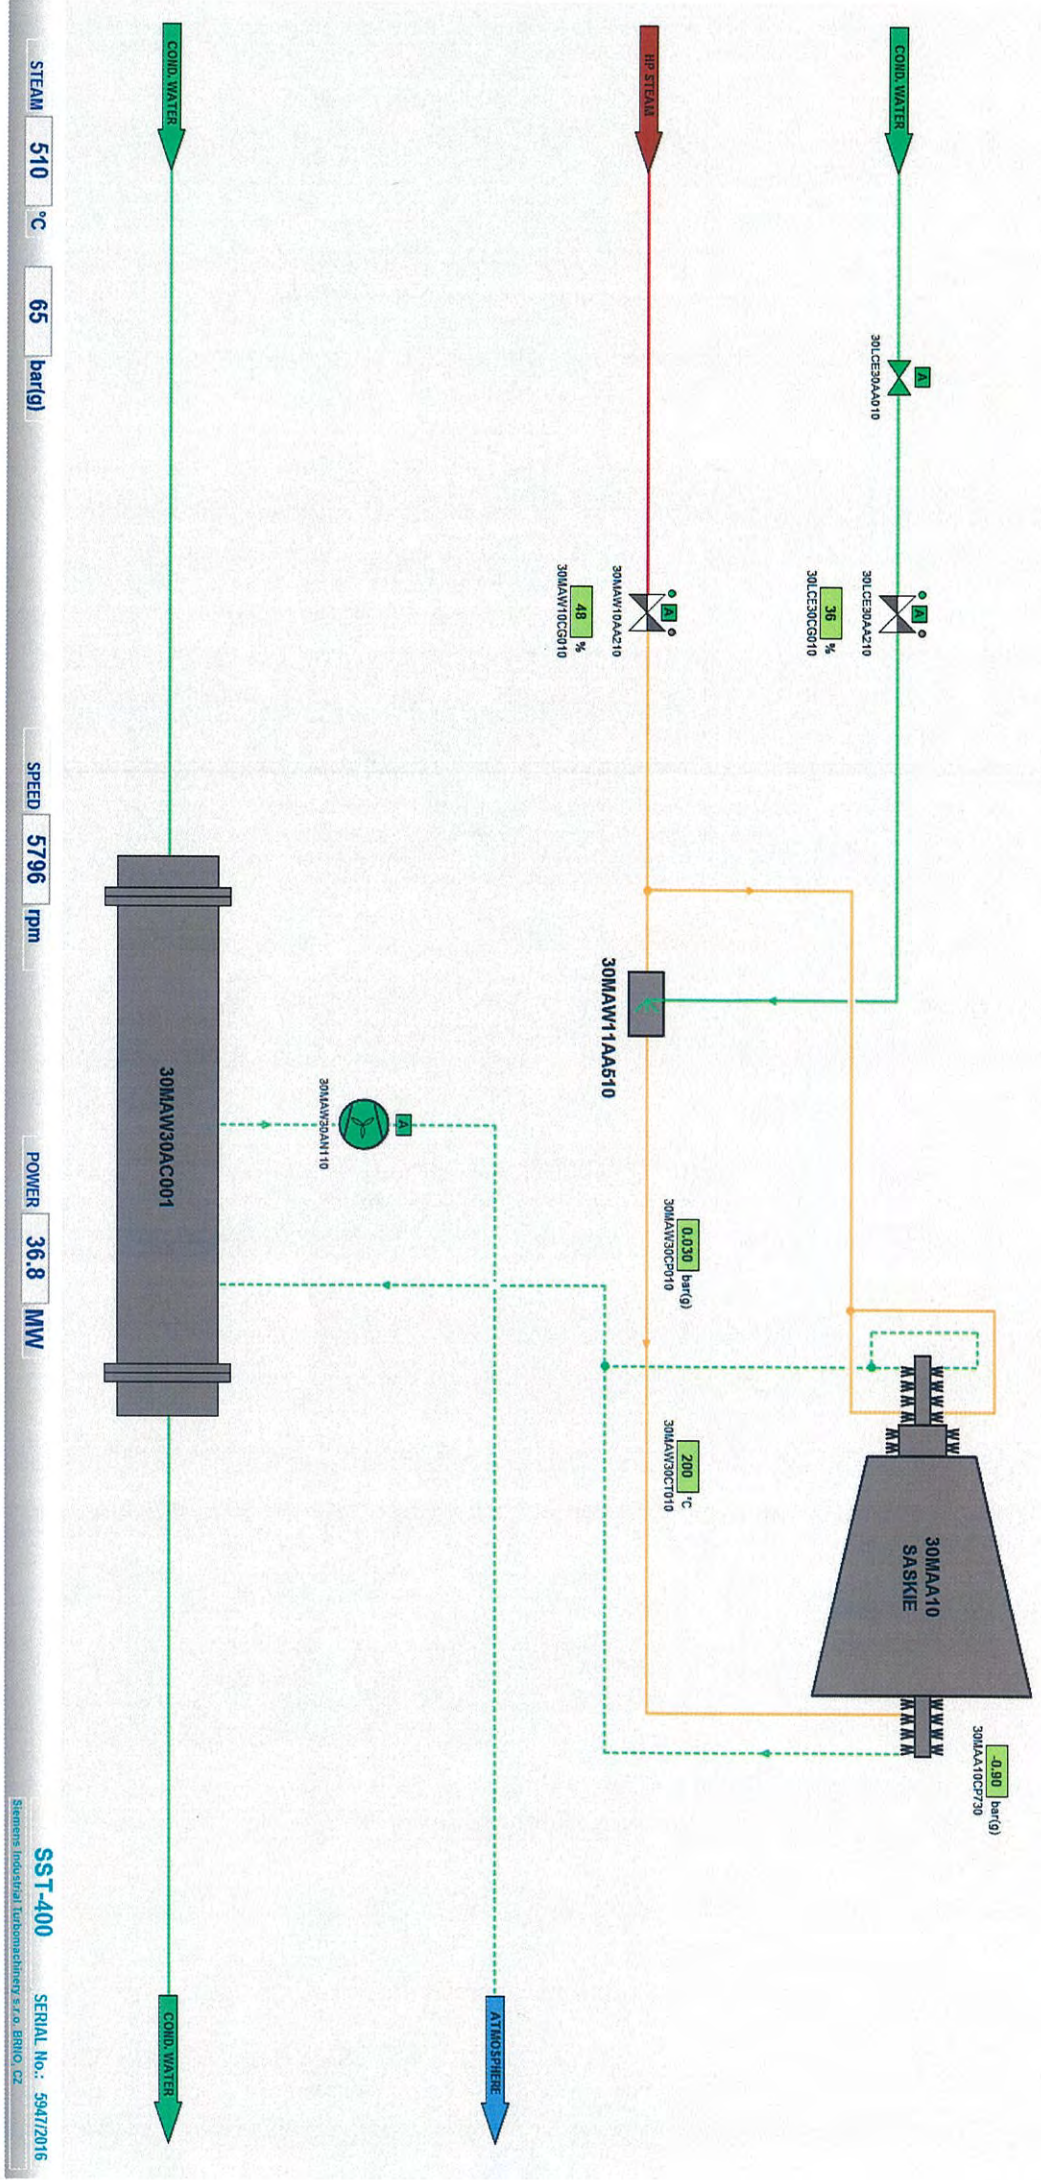 COND. WATER
A
30LCE30AA010
A
30LCE30AA210
36 %
30LCE30CG010
HP STEAM
A
30MAW10AA210
48 %
30MAW10CG010
30MAW11AA510
0.030 bar(g)
30MAW30CP010
200 °C
30MAW30CT010
30MAA10
SASKIE
-0.90 bar(g)
30MAA10CP730
A
30MAW30AN110
ATMOSPHERE
COND. WATER
30MAW30AC001
COND. WATER
STEAM 510 °C 65 bar(g) SPEED 5796 rpm POWER 36.8 MW
SST-400 SERIAL No.: 5947/2016
Siemens Industrial Turbomachinery s.r.o. BRNO, CZ